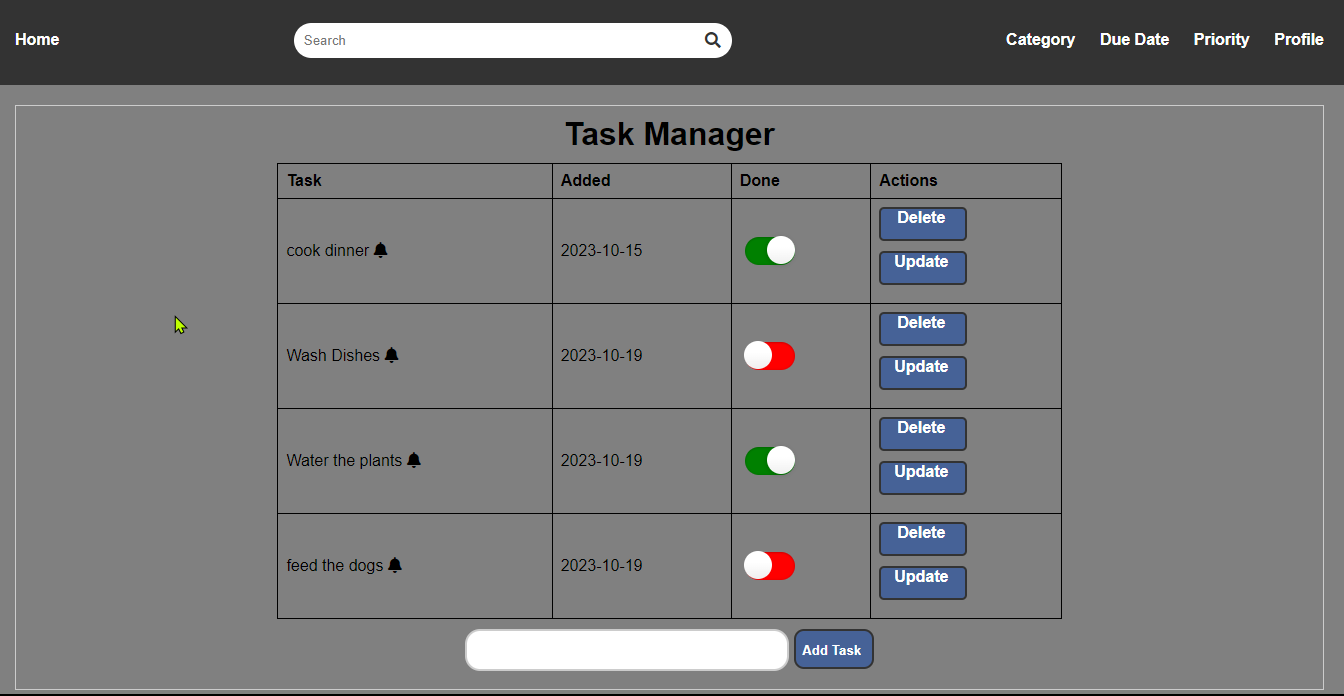 Home Search Category Due Date Priority Profile
Task Manager
Task Added Done Actions
cook dinner 2023-10-15 Delete
Update
Wash Dishes 2023-10-19 Delete
Update
Water the plants 2023-10-19 Delete
Update
feed the dogs 2023-10-19 Delete
Update
Add Task